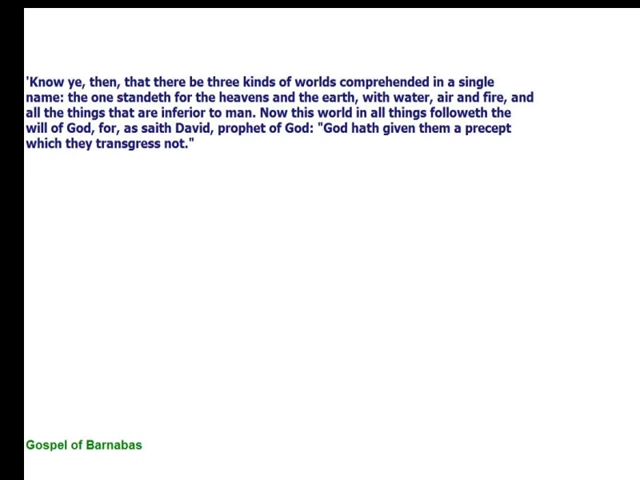 'Know ye, then, that there be three kinds of worlds comprehended in a single
name: the one standeth for the heavens and the earth, with water, air and fire, and
all the things that are inferior to man. Now this world in all things followeth the
will of God, for, as saith David, prophet of God: "God hath given them a precept
which they transgress not."
Gospel of Barnabas